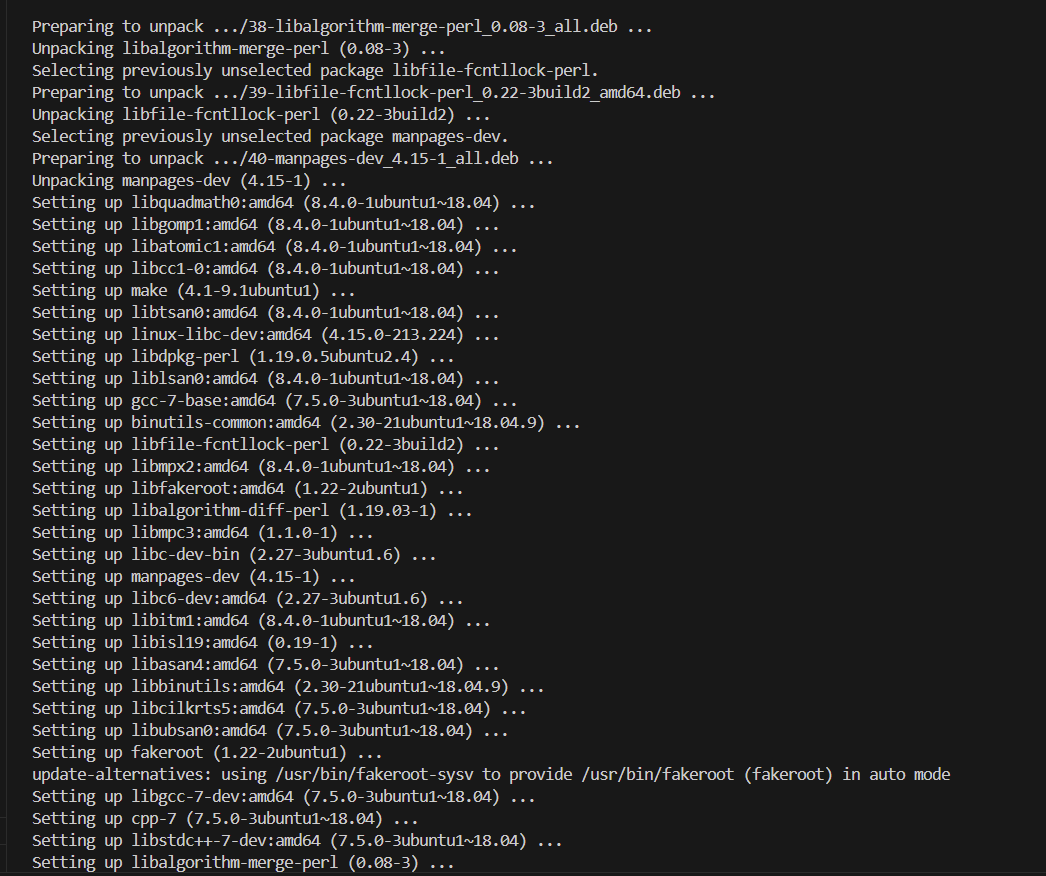 Preparing to unpack .../38-libalgorithm-merge-perl_0.08-3_all.deb ...
Unpacking libalgorithm-merge-perl (0.08-3) ...
Selecting previously unselected package libfile-fcntllock-perl.
Preparing to unpack .../39-libfile-fcntllock-perl_0.22-3build2_amd64.deb ...
Unpacking libfile-fcntllock-perl (0.22-3build2) ...
Selecting previously unselected package manpages-dev.
Preparing to unpack .../40-manpages-dev_4.15-1_all.deb ...
Unpacking manpages-dev (4.15-1) ...
Setting up libquadmath0:amd64 (8.4.0-1ubuntu1~18.04) ...
Setting up libgomp1:amd64 (8.4.0-1ubuntu1~18.04) ...
Setting up libatomic1:amd64 (8.4.0-1ubuntu1~18.04) ...
Setting up libcc1-0:amd64 (8.4.0-1ubuntu1~18.04) ...
Setting up make (4.1-9.1ubuntu1) ...
Setting up libtsan0:amd64 (8.4.0-1ubuntu1~18.04) ...
Setting up linux-libc-dev:amd64 (4.15.0-213.224) ...
Setting up libdpkg-perl (1.19.0.5ubuntu2.4) ...
Setting up liblsan0:amd64 (8.4.0-1ubuntu1~18.04) ...
Setting up gcc-7-base:amd64 (7.5.0-3ubuntu1~18.04) ...
Setting up binutils-common:amd64 (2.30-21ubuntu1~18.04.9) ...
Setting up libfile-fcntllock-perl (0.22-3build2) ...
Setting up libmpx2:amd64 (8.4.0-1ubuntu1~18.04) ...
Setting up libfakeroot:amd64 (1.22-2ubuntu1) ...
Setting up libalgorithm-diff-perl (1.19.03-1) ...
Setting up libmpc3:amd64 (1.1.0-1) ...
Setting up libc-dev-bin (2.27-3ubuntu1.6) ...
Setting up manpages-dev (4.15-1) ...
Setting up libc6-dev:amd64 (2.27-3ubuntu1.6) ...
Setting up libitm1:amd64 (8.4.0-1ubuntu1~18.04) ...
Setting up libisl19:amd64 (0.19-1) ...
Setting up libasan4:amd64 (7.5.0-3ubuntu1~18.04) ...
Setting up libbinutils:amd64 (2.30-21ubuntu1~18.04.9) ...
Setting up libcilkrts5:amd64 (7.5.0-3ubuntu1~18.04) ...
Setting up libubsan0:amd64 (7.5.0-3ubuntu1~18.04) ...
Setting up fakeroot (1.22-2ubuntu1) ...
update-alternatives: using /usr/bin/fakeroot-sysv to provide /usr/bin/fakeroot (fakeroot) in auto mode
Setting up libgcc-7-dev:amd64 (7.5.0-3ubuntu1~18.04) ...
Setting up cpp-7 (7.5.0-3ubuntu1~18.04) ...
Setting up libstdc++-7-dev:amd64 (7.5.0-3ubuntu1~18.04) ...
Setting up libalgorithm-merge-perl (0.08-3) ...